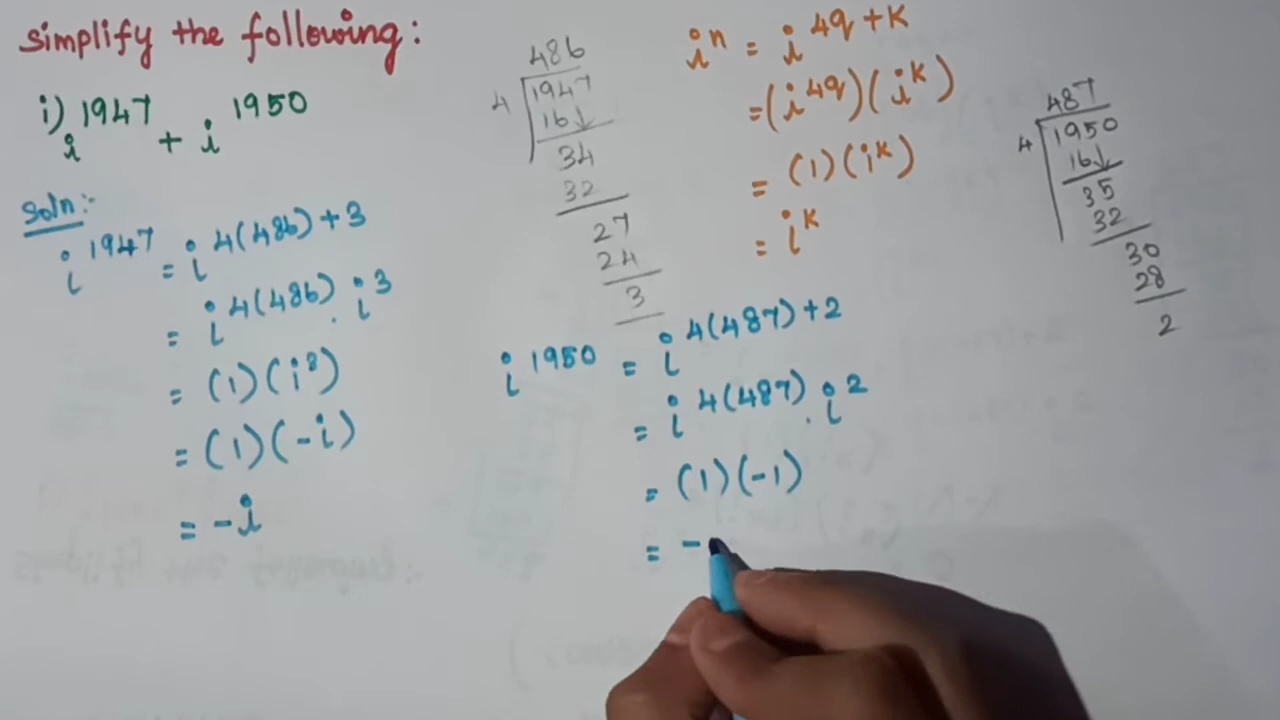 Simplify the following:
i) i^1947 + i^1950
Soln:-
i^1947 = i^4(486)+3
= i^4(486) . i^3
= (1)(i^3)
= (1)(-i)
= -i
486
4 1947
16↓
34
32
27
24
3
i^n = i^4q+k
=(i^4q)(i^k)
= (1)(i^k)
= i^k
487
4 1950
16↓
35
32
30
28
2
i^1950 = i^4(487)+2
= i^4(487) . i^2
= (1)(-1)
= -